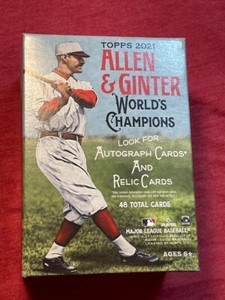 TOPPS 2021
ALLEN
& GINTER
WORLD'S
CHAMPIONS
LOOK FOR
AUTOGRAPH CARDS*
AND
RELIC CARDS
48 TOTAL CARDS
MAJOR LEAGUE BASEBALL
AGES 6+